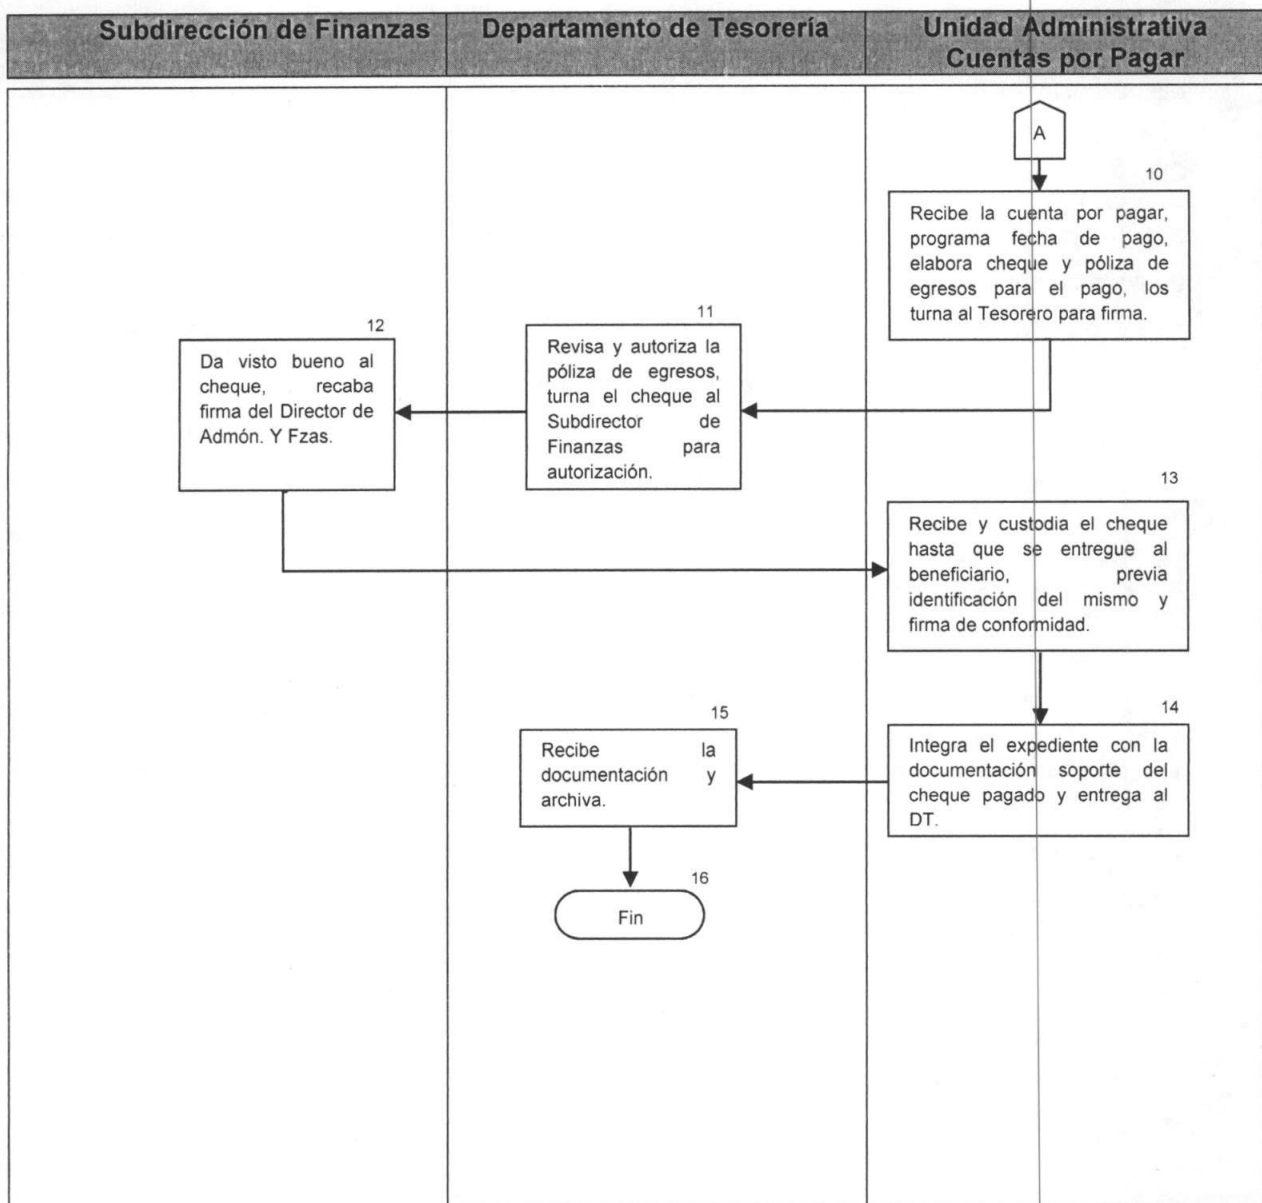 Subdirección de Finanzas
Departamento de Tesorería
Unidad Administrativa
Cuentas por Pagar
A
10
Recibe la cuenta por pagar,
programa fecha de pago,
elabora cheque y póliza de
egresos para el pago, los
turna al Tesorero para firma.
11
Revisa y autoriza la
póliza de egresos,
turna el cheque al
Subdirector de
Finanzas para
autorización.
12
Da visto bueno al
cheque, recaba
firma del Director de
Admón. Y Fzas.
13
Recibe y custodia el cheque
hasta que se entregue al
beneficiario, previa
identificación del mismo y
firma de conformidad.
14
Integra el expediente con la
documentación soporte del
cheque pagado y entrega al
DT.
15
Recibe la
documentación y
archiva.
16
Fin